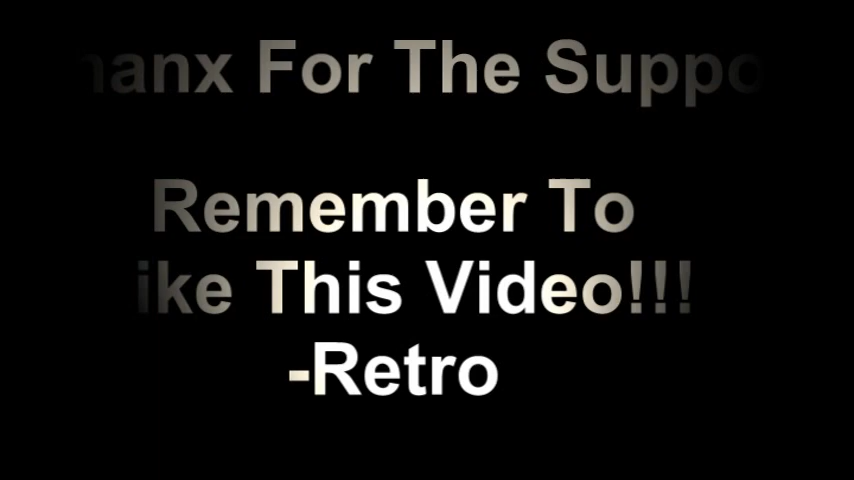 hanx For The Suppo
Remember To
ike This Video!!!
-Retro